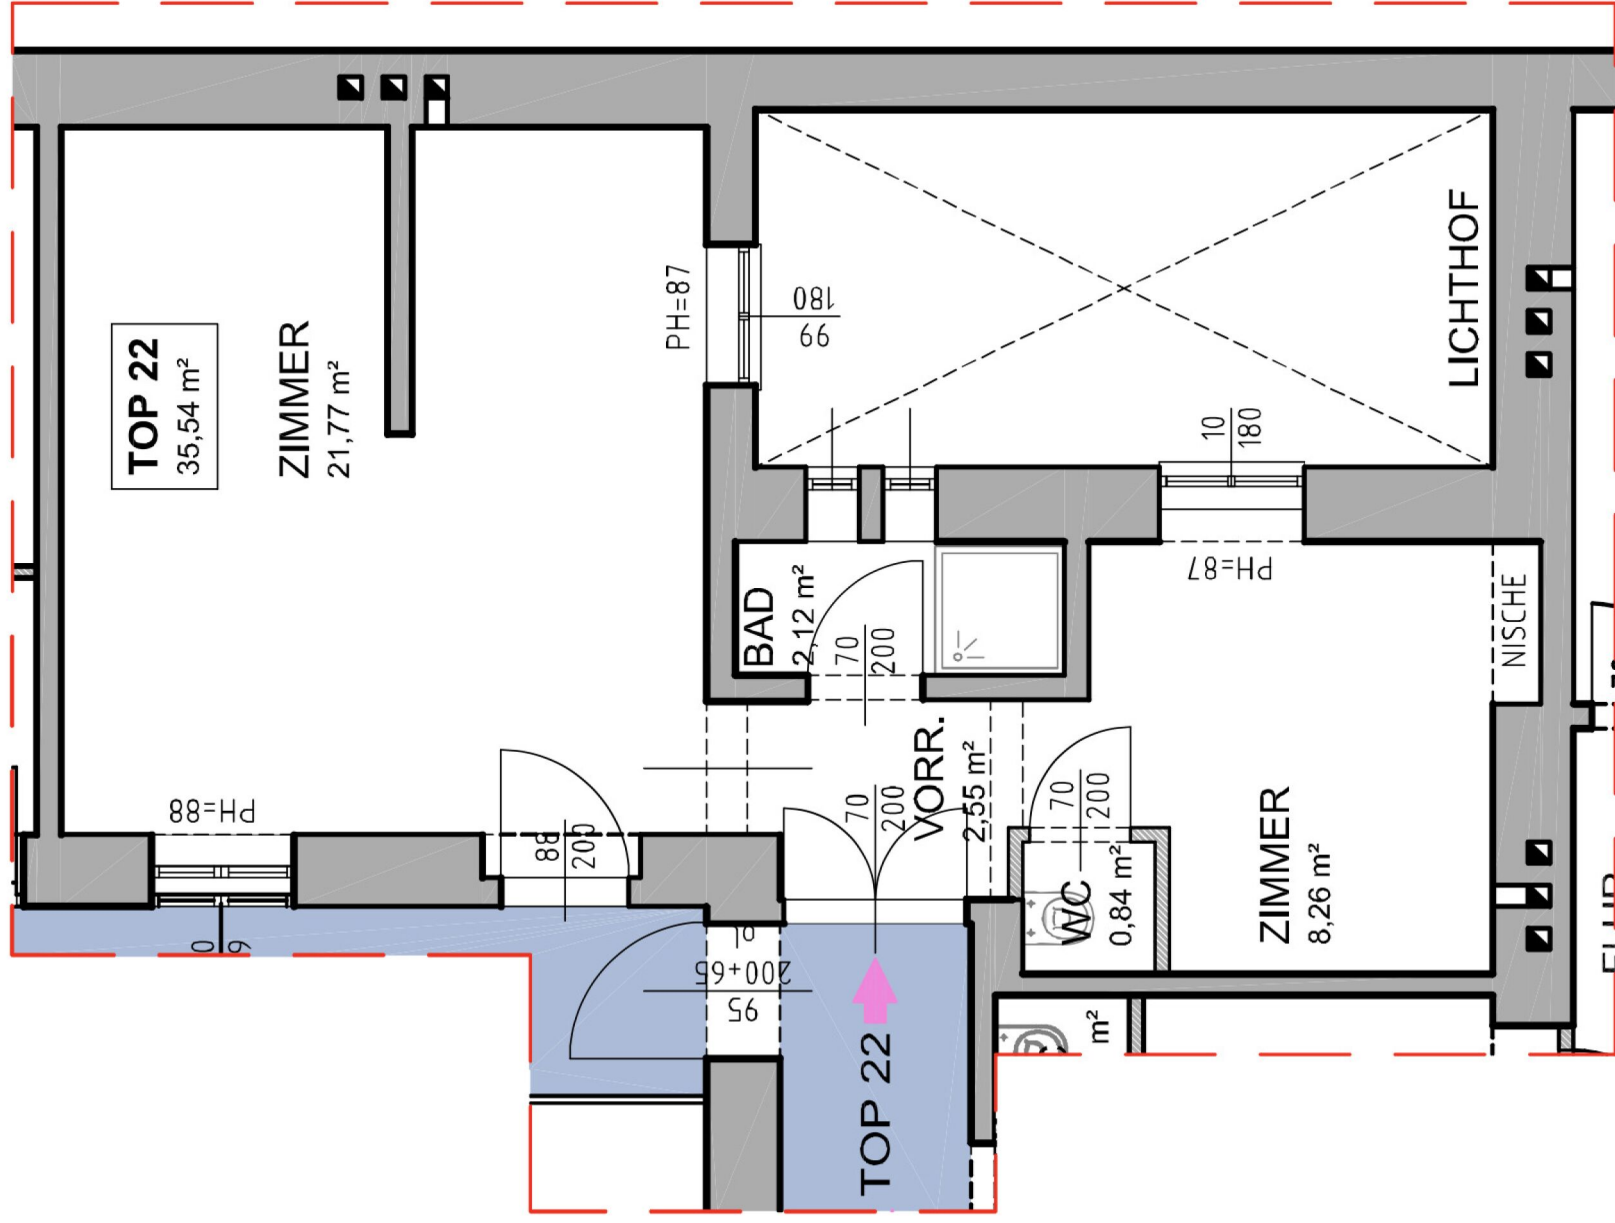 TOP 22
35,54 m²
ZIMMER
21,77 m²
PH=87
99
180
LICHTHOF
10
180
PH=87
BAD
2,12 m²
70
200
NISCHE
PH=88
88
200
VORR.
2,55 m²
70
200
70
200
WC
0,84 m²
ZIMMER
8,26 m²
95
200+65
TOP 22
m²